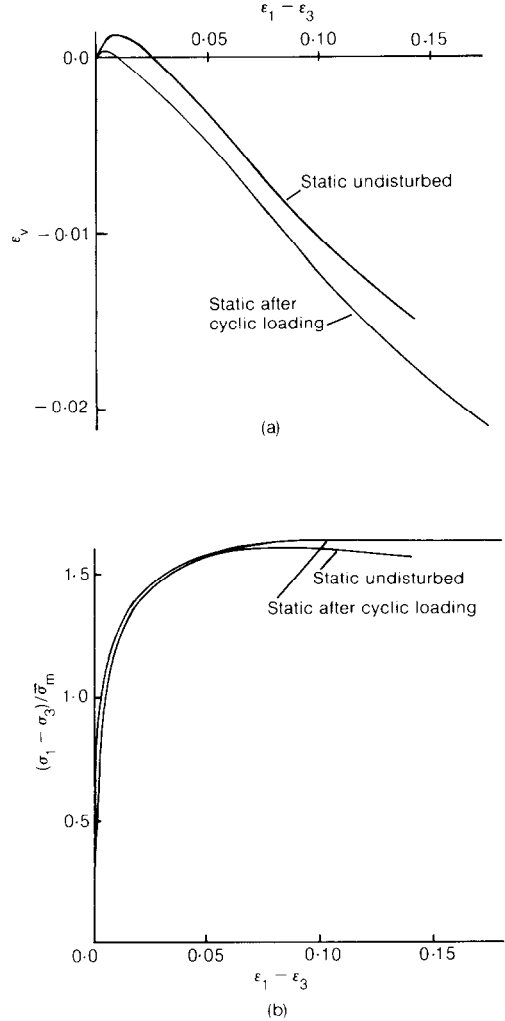 ε₁ − ε₃
0·05 0·10 0·15
0·0
−0·01
−0·02
εᵥ
Static undisturbed
Static after
cyclic loading
(a)
1·5
1·0
0·5
0·0
(σ₁ − σ₃)/σ̅ₘ
Static undisturbed
Static after cyclic loading
0·05 0·10 0·15
ε₁ − ε₃
(b)